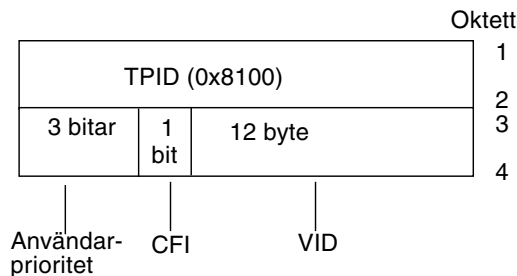 Oktett
1
TPID (0x8100)
2
3 bitar
1
bit
12 byte
3
4
Användar-
prioritet
CFI
VID